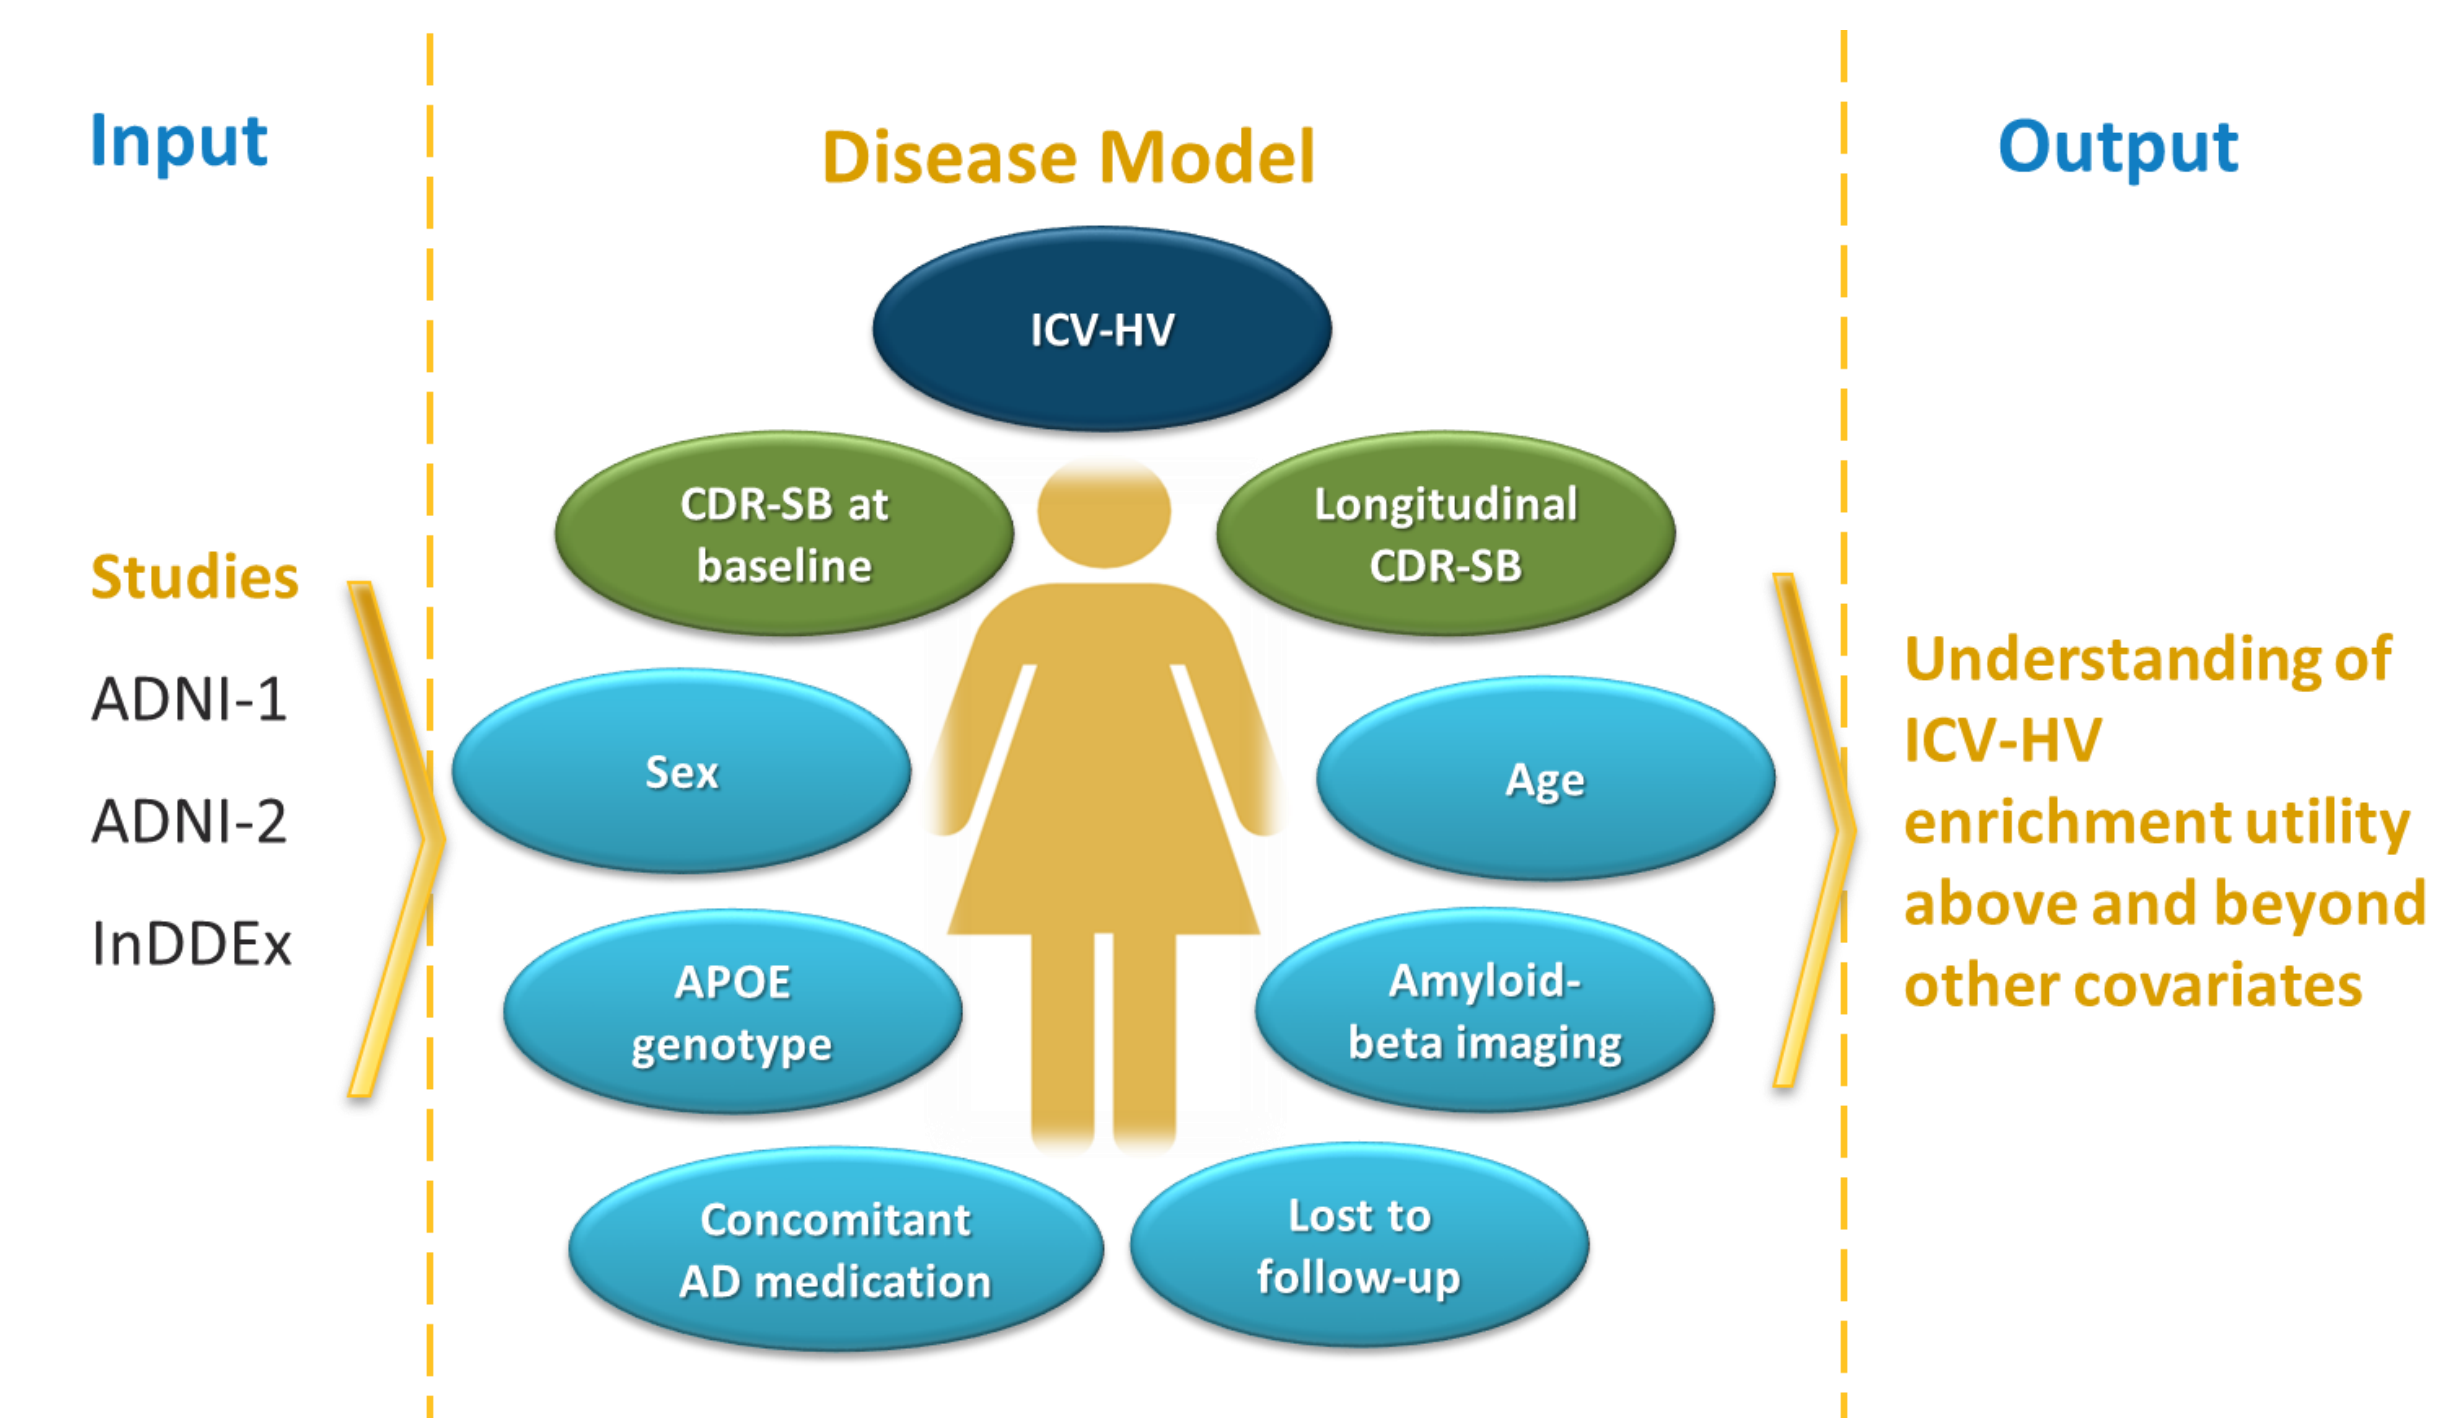 Input
Disease Model
Output
ICV-HV
CDR-SB at
baseline
Longitudinal
CDR-SB
Studies
ADNI-1
ADNI-2
InDDEx
Sex
Age
APOE
genotype
Amyloid-
beta imaging
Concomitant
AD medication
Lost to
follow-up
Understanding of
ICV-HV
enrichment utility
above and beyond
other covariates